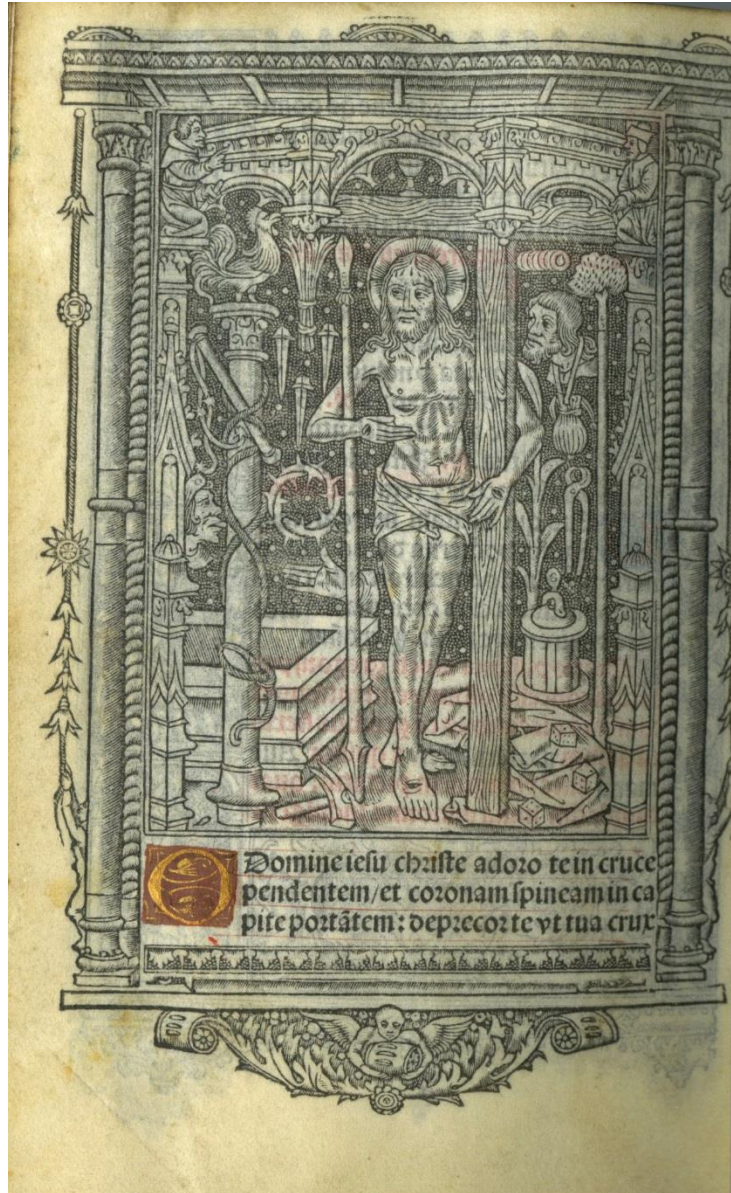 O Domine iesu christe adoro te in cruce
pendentem/et coronam spineam in ca
pite portātem: deprecor te vt tua crux